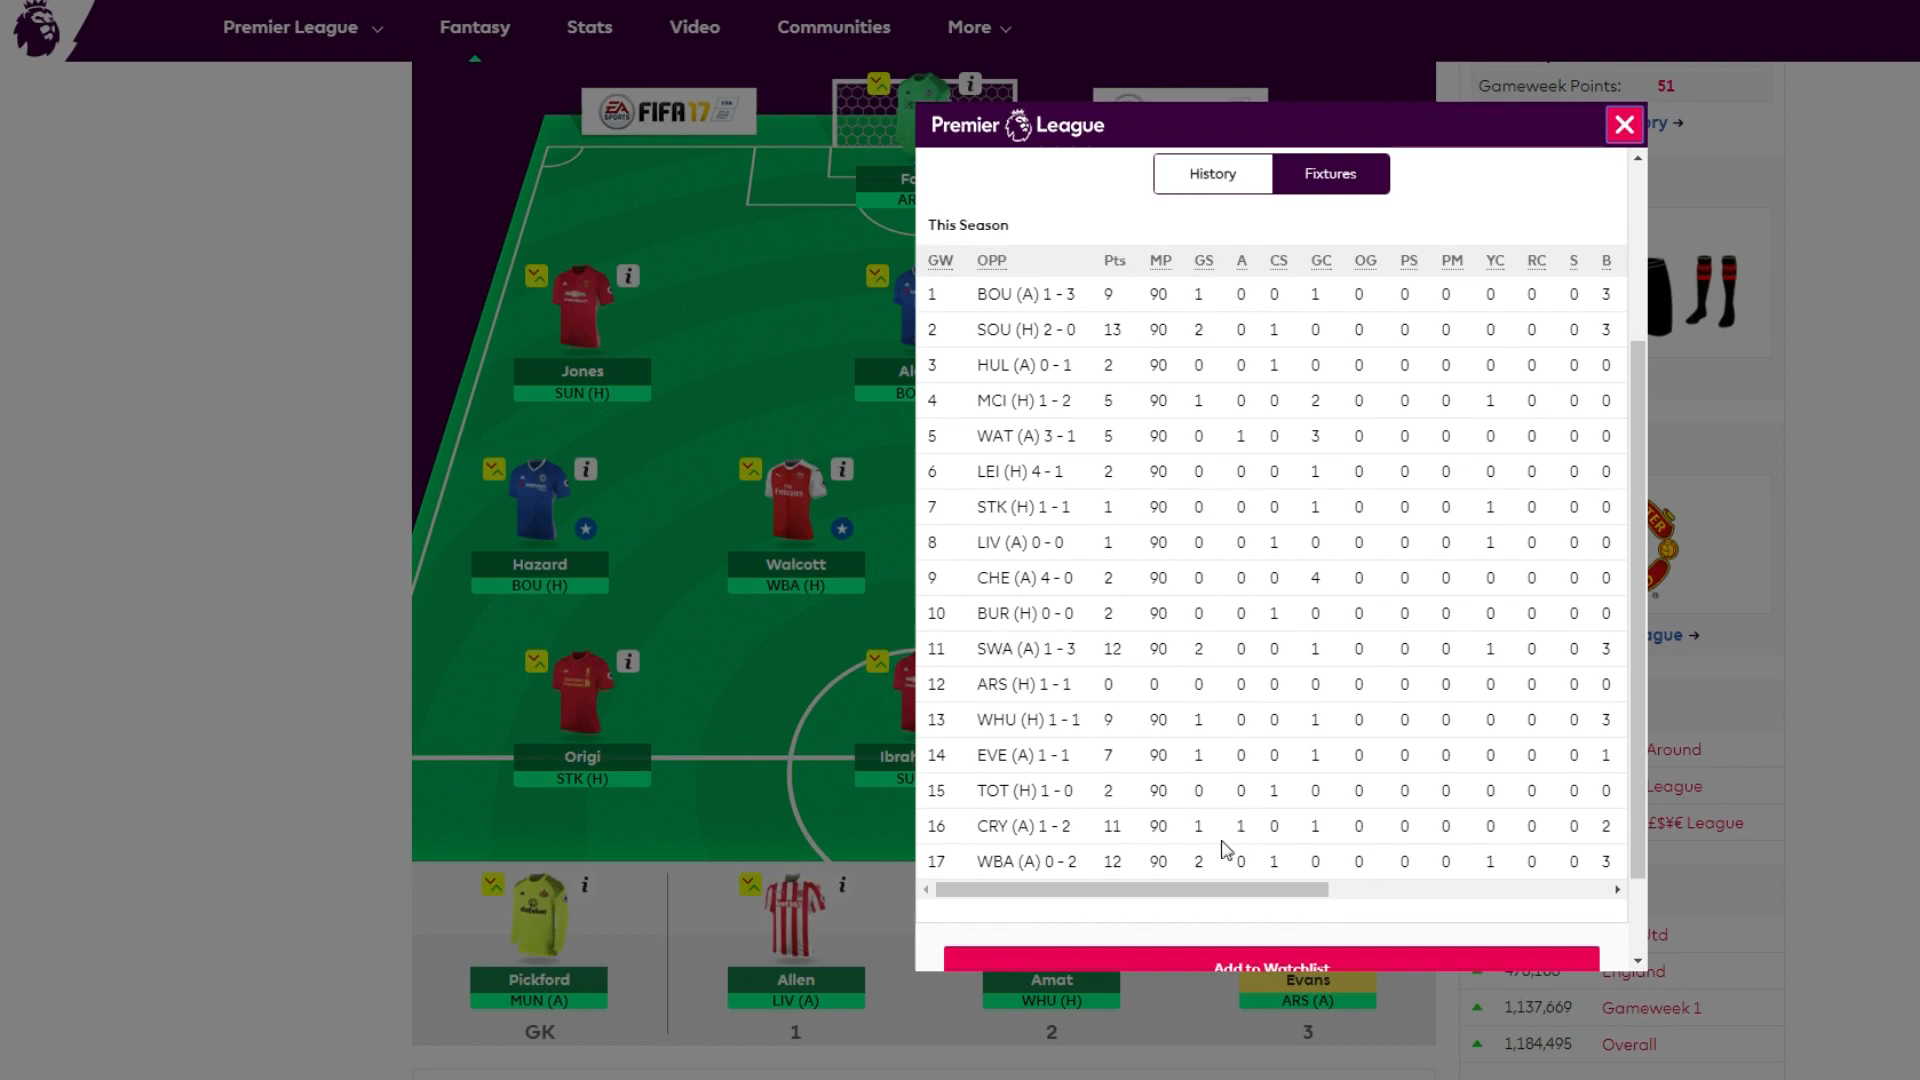 Premier League Fantasy Stats Video Communities More
Gameweek Points: 51
EA SPORTS FIFA 17
Premier League
History Fixtures
This Season
GW OPP Pts MP GS A CS GC OG PS PM YC RC S B
1 BOU (A) 1 - 3 9 90 1 0 0 1 0 0 0 0 0 0 3
2 SOU (H) 2 - 0 13 90 2 0 1 0 0 0 0 0 0 0 3
3 HUL (A) 0 - 1 2 90 0 0 1 0 0 0 0 0 0 0 0
4 MCI (H) 1 - 2 5 90 1 0 0 2 0 0 0 1 0 0 0
5 WAT (A) 3 - 1 5 90 0 1 0 3 0 0 0 0 0 0 0
6 LEI (H) 4 - 1 2 90 0 0 0 1 0 0 0 0 0 0 0
7 STK (H) 1 - 1 1 90 0 0 0 1 0 0 0 1 0 0 0
8 LIV (A) 0 - 0 1 90 0 0 1 0 0 0 0 1 0 0 0
9 CHE (A) 4 - 0 2 90 0 0 0 4 0 0 0 0 0 0 0
10 BUR (H) 0 - 0 2 90 0 0 1 0 0 0 0 0 0 0 0
11 SWA (A) 1 - 3 12 90 2 0 0 1 0 0 0 1 0 0 3
12 ARS (H) 1 - 1 0 0 0 0 0 0 0 0 0 0 0 0 0
13 WHU (H) 1 - 1 9 90 1 0 0 1 0 0 0 0 0 0 3
14 EVE (A) 1 - 1 7 90 1 0 0 1 0 0 0 0 0 0 1
15 TOT (H) 1 - 0 2 90 0 0 1 0 0 0 0 0 0 0 0
16 CRY (A) 1 - 2 11 90 1 1 0 1 0 0 0 0 0 0 2
17 WBA (A) 0 - 2 12 90 2 0 1 0 0 0 0 1 0 0 3
Add to Watchlist
Jones
SUN (H)
Hazard
BOU (H)
Walcott
WBA (H)
Origi
STK (H)
Pickford
MUN (A)
GK
Allen
LIV (A)
1
Amat
WHU (H)
2
Evans
ARS (A)
3
Around
League
£$¥€ League
England
1,137,669 Gameweek 1
1,184,495 Overall